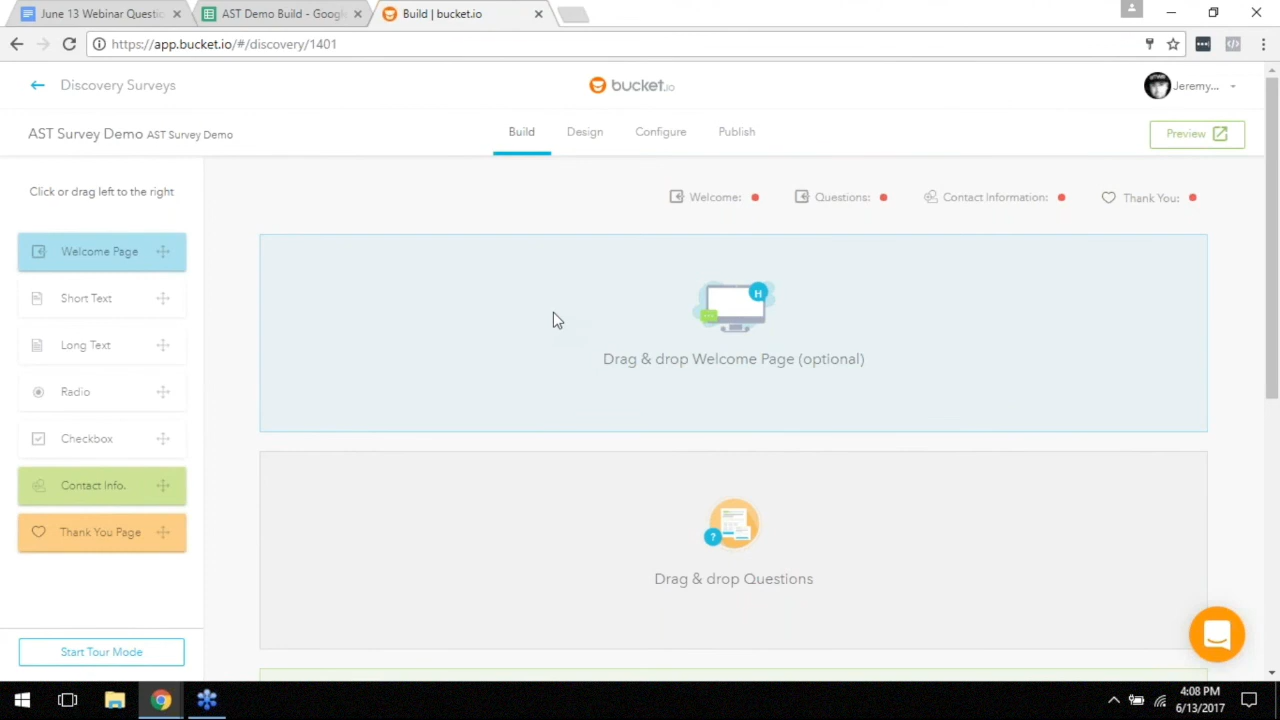 June 13 Webinar Questi
AST Demo Build - Googl
Build | bucket.io
https://app.bucket.io/#/discovery/1401
Discovery Surveys
bucket.io
Jeremy...
AST Survey Demo AST Survey Demo
Build
Design
Configure
Publish
Preview
Click or drag left to the right
Welcome:
Questions:
Contact Information:
Thank You:
Welcome Page
Short Text
Long Text
Radio
Checkbox
Contact Info.
Thank You Page
H
Drag & drop Welcome Page (optional)
?
Drag & drop Questions
Start Tour Mode
4:08 PM
6/13/2017